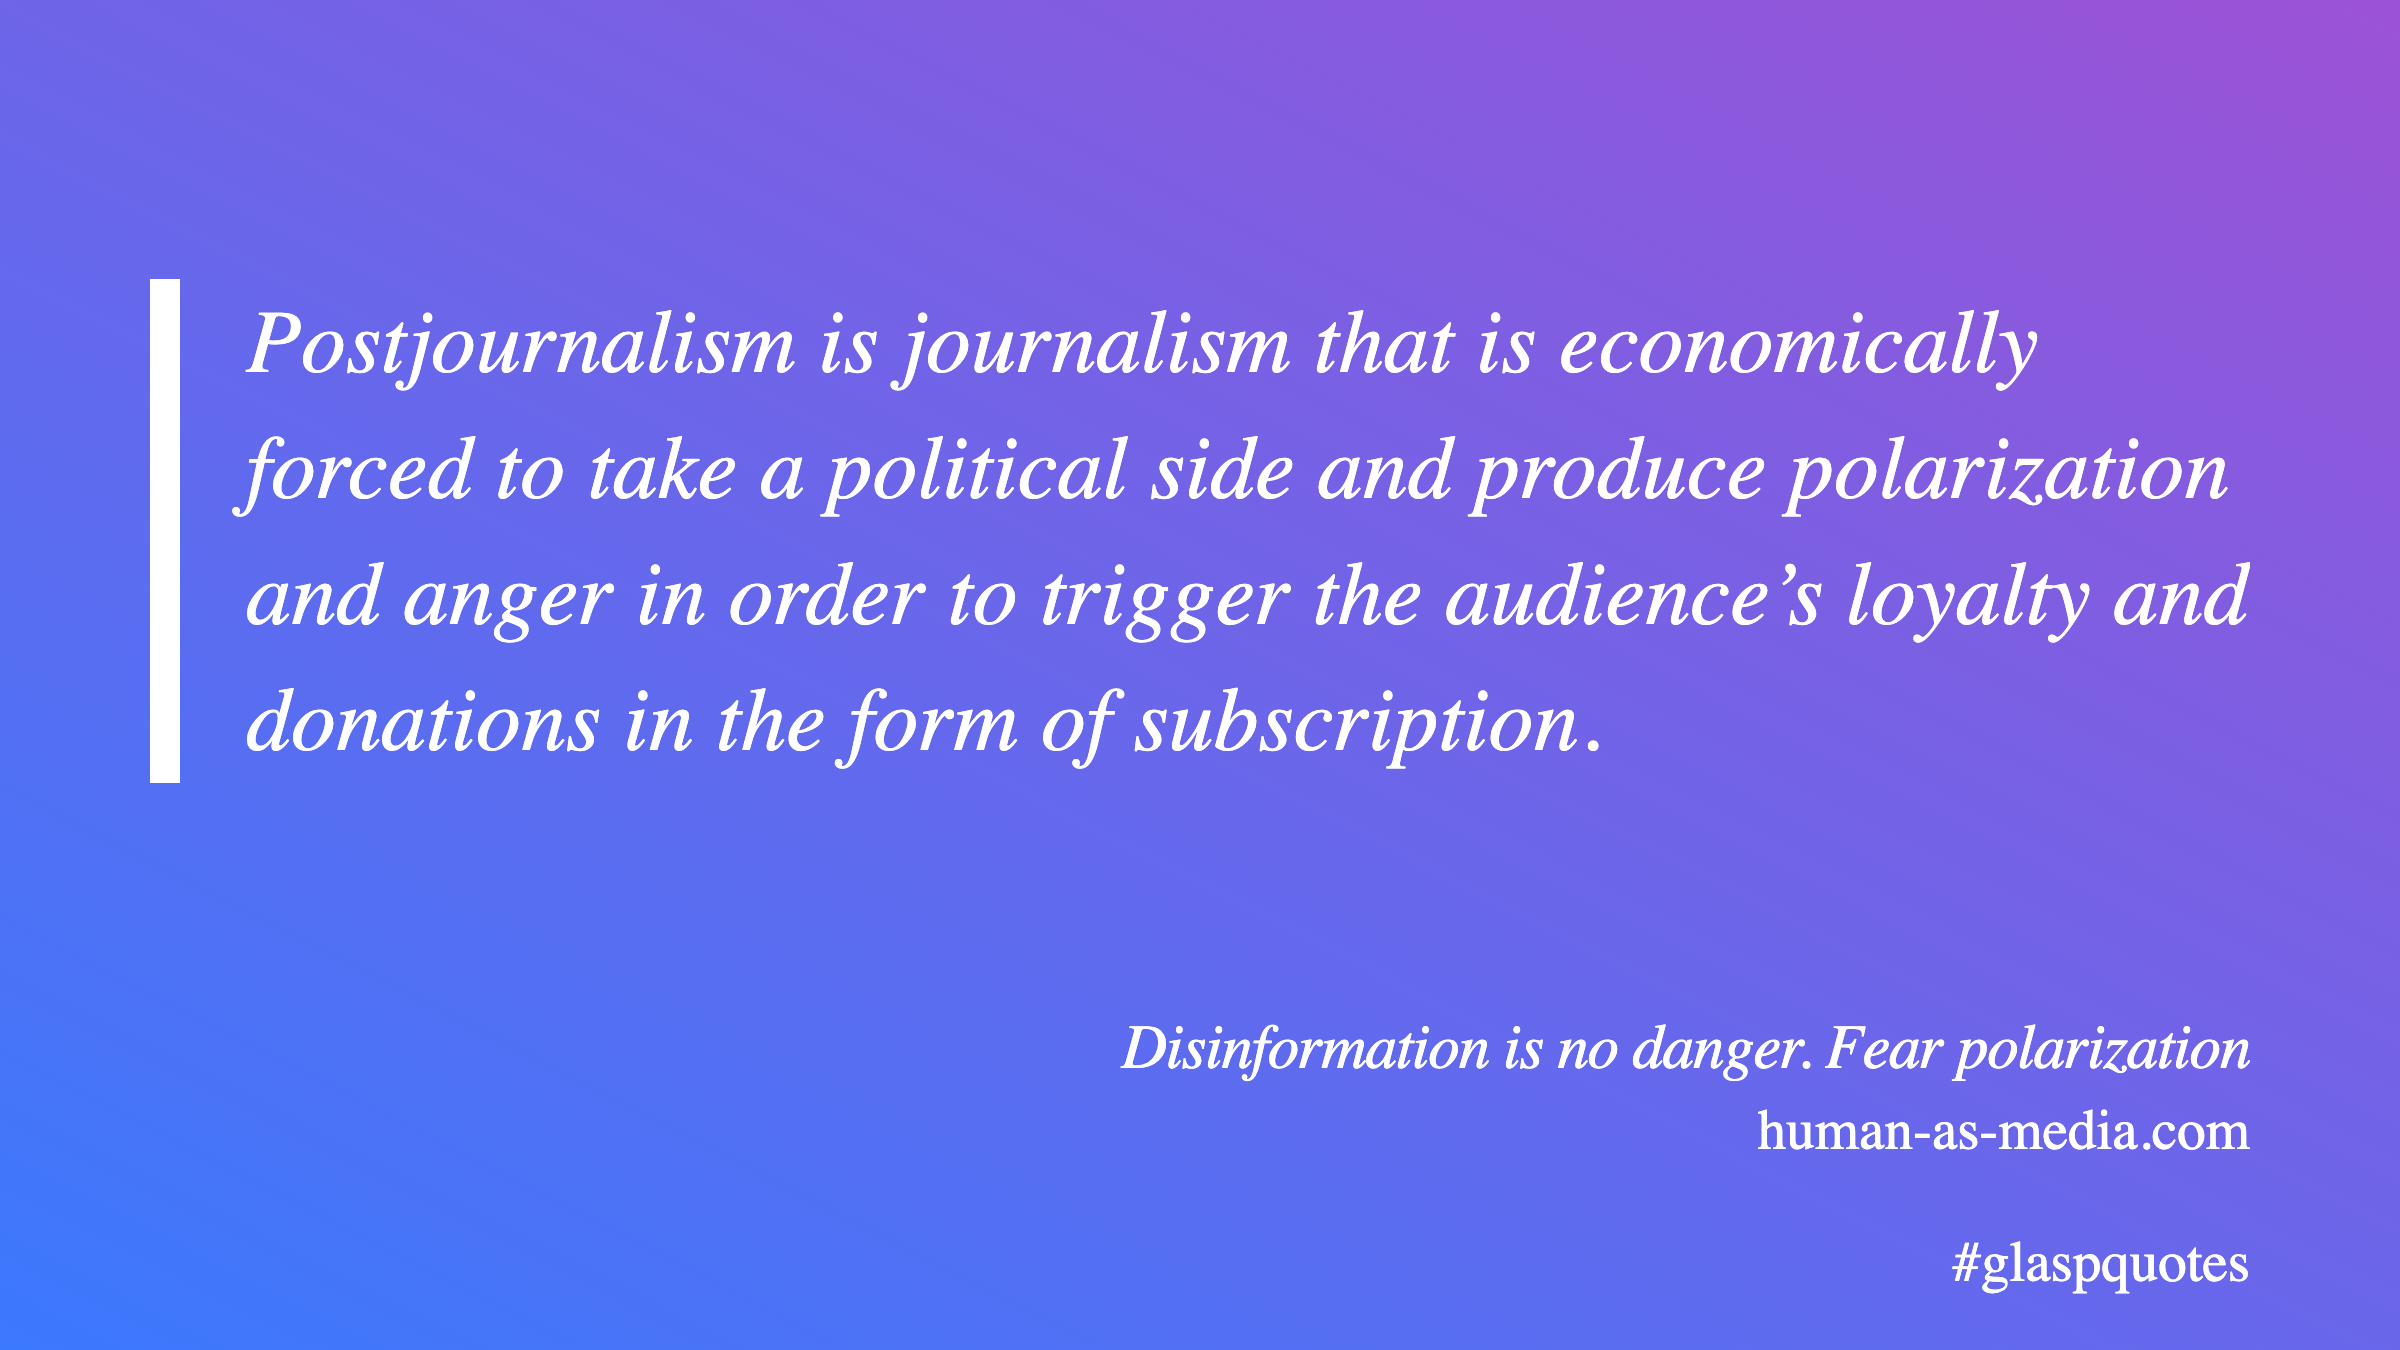 Postjournalism is journalism that is economically
forced to take a political side and produce polarization
and anger in order to trigger the audience’s loyalty and
donations in the form of subscription.
Disinformation is no danger. Fear polarization
human-as-media.com
#glaspquotes